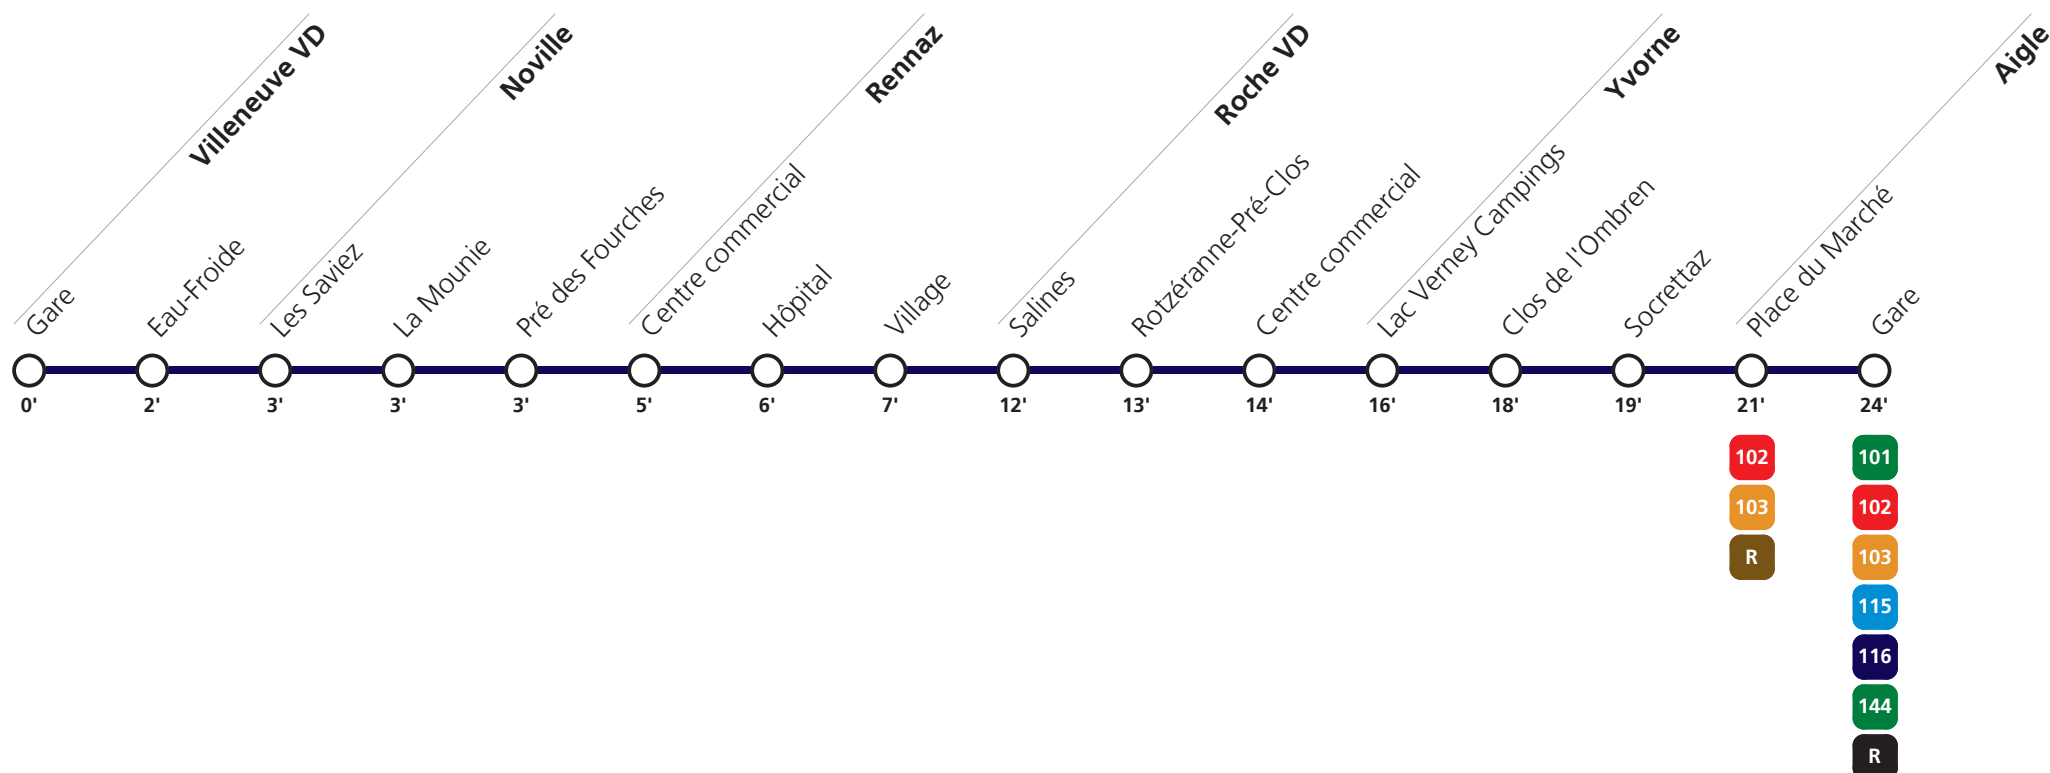 Villeneuve VD
Noville
Rennaz
Roche VD
Yvorne
Aigle
Gare
Eau-Froide
Les Saviez
La Mounie
Pré des Fourches
Centre commercial
Hôpital
Village
Salines
Rotzéranne-Pré-Clos
Centre commercial
Lac Verney Campings
Clos de l'Ombren
Socrettaz
Place du Marché
Gare
0' 2' 3' 3' 3' 5' 6' 7' 12' 13' 14' 16' 18' 19' 21' 24'
102 101
103 102
R 103
115
116
144
R